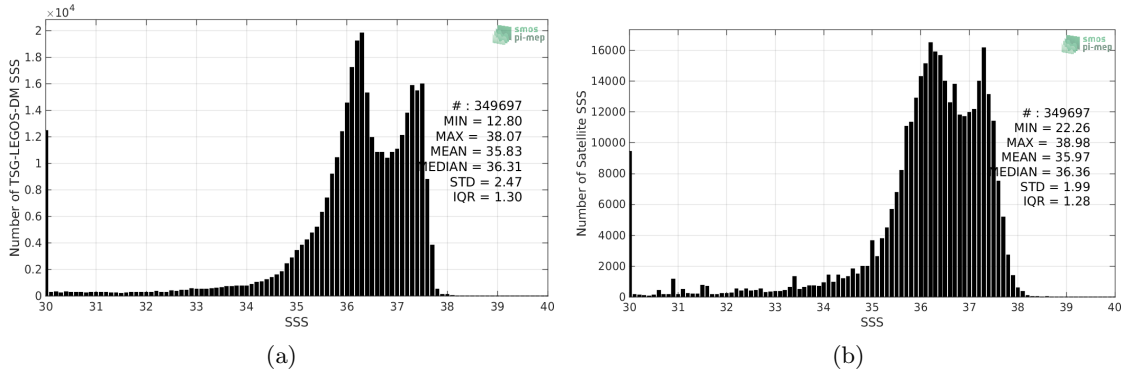 ×10⁴
2
1.8
1.6
1.4
1.2
1
0.8
0.6
0.4
0.2
0
30 31 32 33 34 35 36 37 38 39 40
SSS
Number of TSG-LEGOS-DM SSS
smos
pi-mep
# : 349697
MIN = 12.80
MAX = 38.07
MEAN = 35.83
MEDIAN = 36.31
STD = 2.47
IQR = 1.30
(a)
16000
14000
12000
10000
8000
6000
4000
2000
0
30 31 32 33 34 35 36 37 38 39 40
SSS
Number of Satellite SSS
smos
pi-mep
# : 349697
MIN = 22.26
MAX = 38.98
MEAN = 35.97
MEDIAN = 36.36
STD = 1.99
IQR = 1.28
(b)